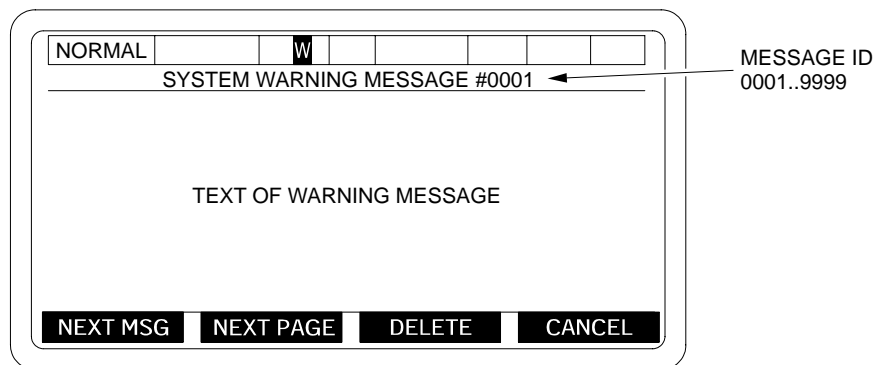 NORMAL W
SYSTEM WARNING MESSAGE #0001
MESSAGE ID
0001..9999
TEXT OF WARNING MESSAGE
NEXT MSG NEXT PAGE DELETE CANCEL